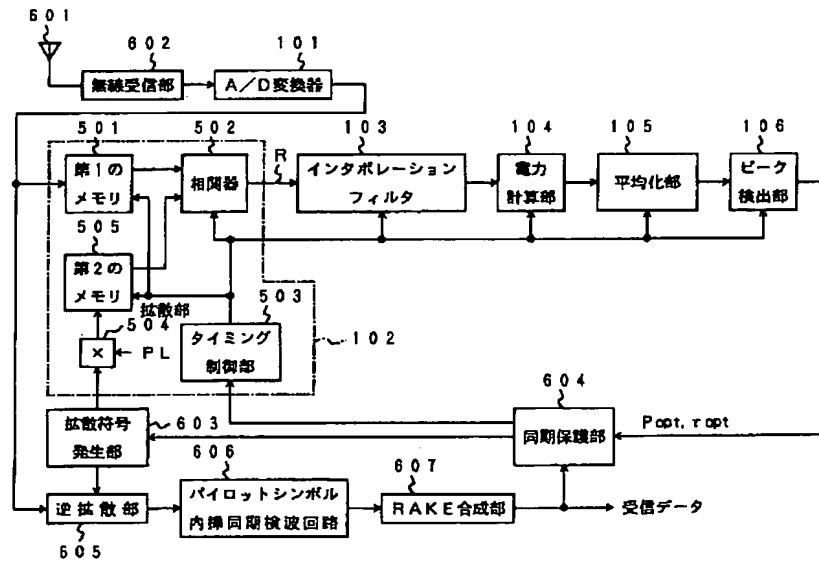 601
602
101
無線受信部
A/D変換器
501
502
103
104
105
106
第1の
メモリ
相関器
R
インタポレーション
フィルタ
電力
計算部
平均化部
ピーク
検出部
505
第2の
メモリ
拡散部
504
503
×
PL
タイミング
制御部
102
604
拡散符号
発生部
603
同期保護部
Popt, τopt
606
607
逆拡散部
パイロットシンボル
内挿同期検波回路
RAKE合成部
受信データ
605